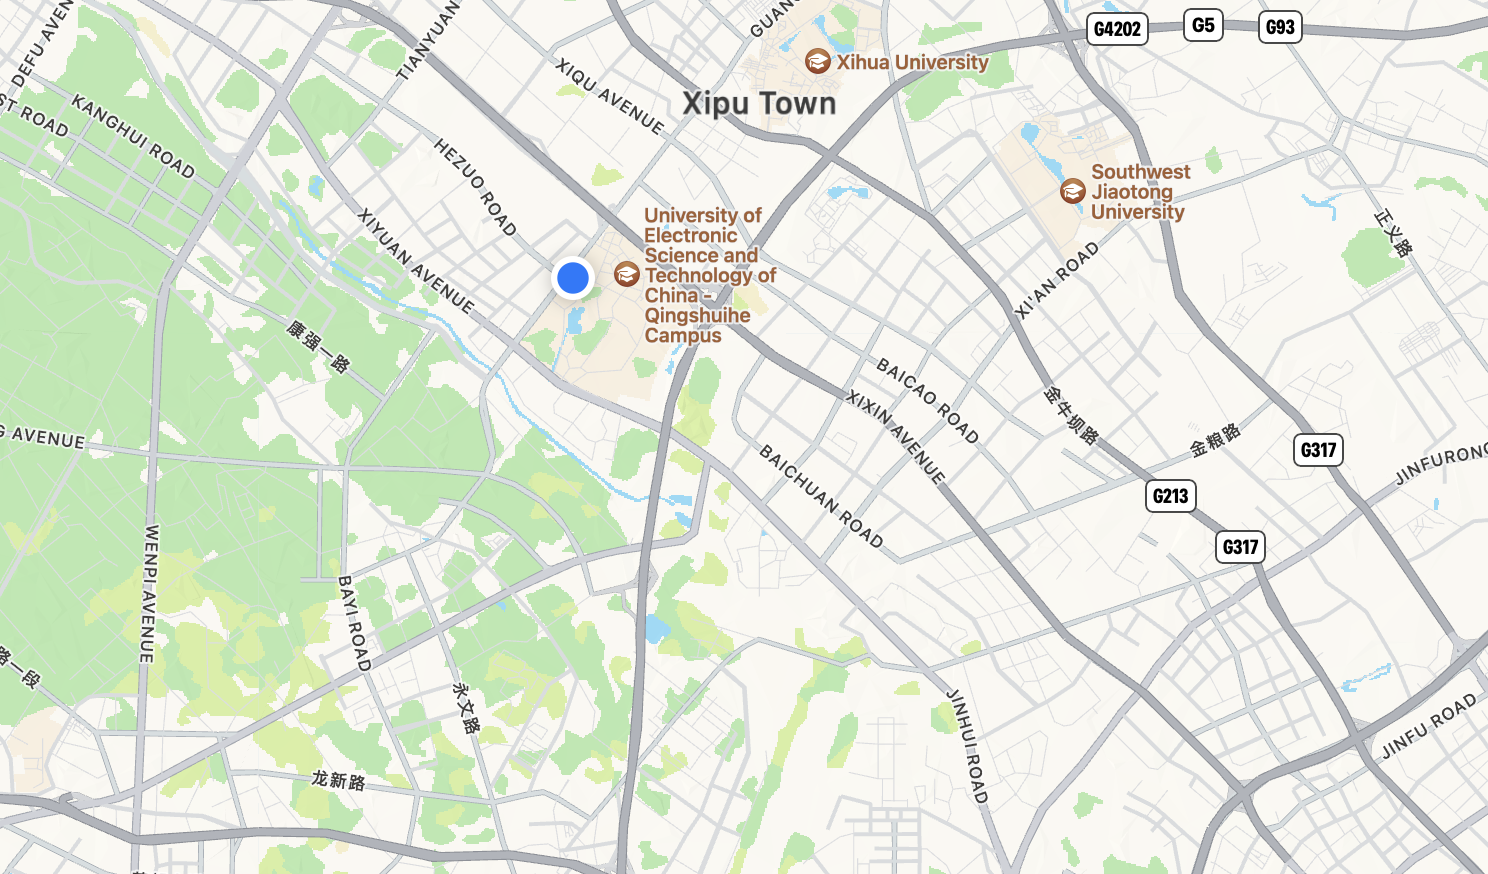 DEFU AVEN
TIANYUAN
GUANG
G4202
G5
G93
Xihua University
XIQU AVENUE
Xipu Town
ST ROAD
KANGHUI ROAD
HEZUO ROAD
Southwest
Jiaotong
University
XIYUAN AVENUE
University of
Electronic
Science and
Technology of
China -
Qingshuihe
Campus
正义路
XI'AN ROAD
康强一路
BAICAO ROAD
XIXIN AVENUE
金牛坝路
G AVENUE
金粮路
G317
JINFURONG
BAICHUAN ROAD
G213
G317
WENPI AVENUE
BAYI ROAD
路一段
永文路
JINHUI ROAD
JINFU ROAD
龙新路